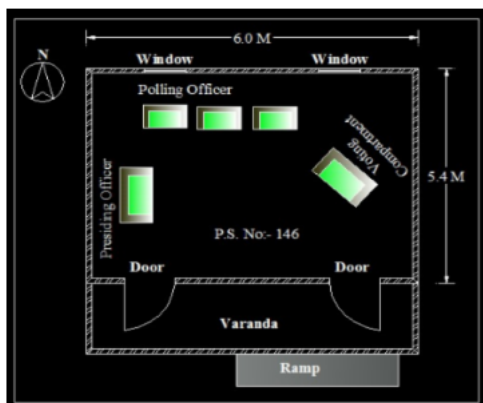 6.0 M
N
Window
Window
Polling Officer
Voting
Compartment
5.4 M
Presiding Officer
P.S. No:- 146
Door
Door
Varanda
Ramp